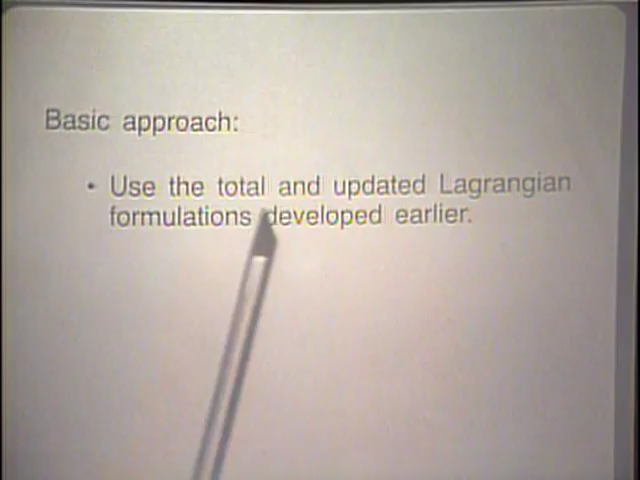 Basic approach:
• Use the total and updated Lagrangian
formulations developed earlier.